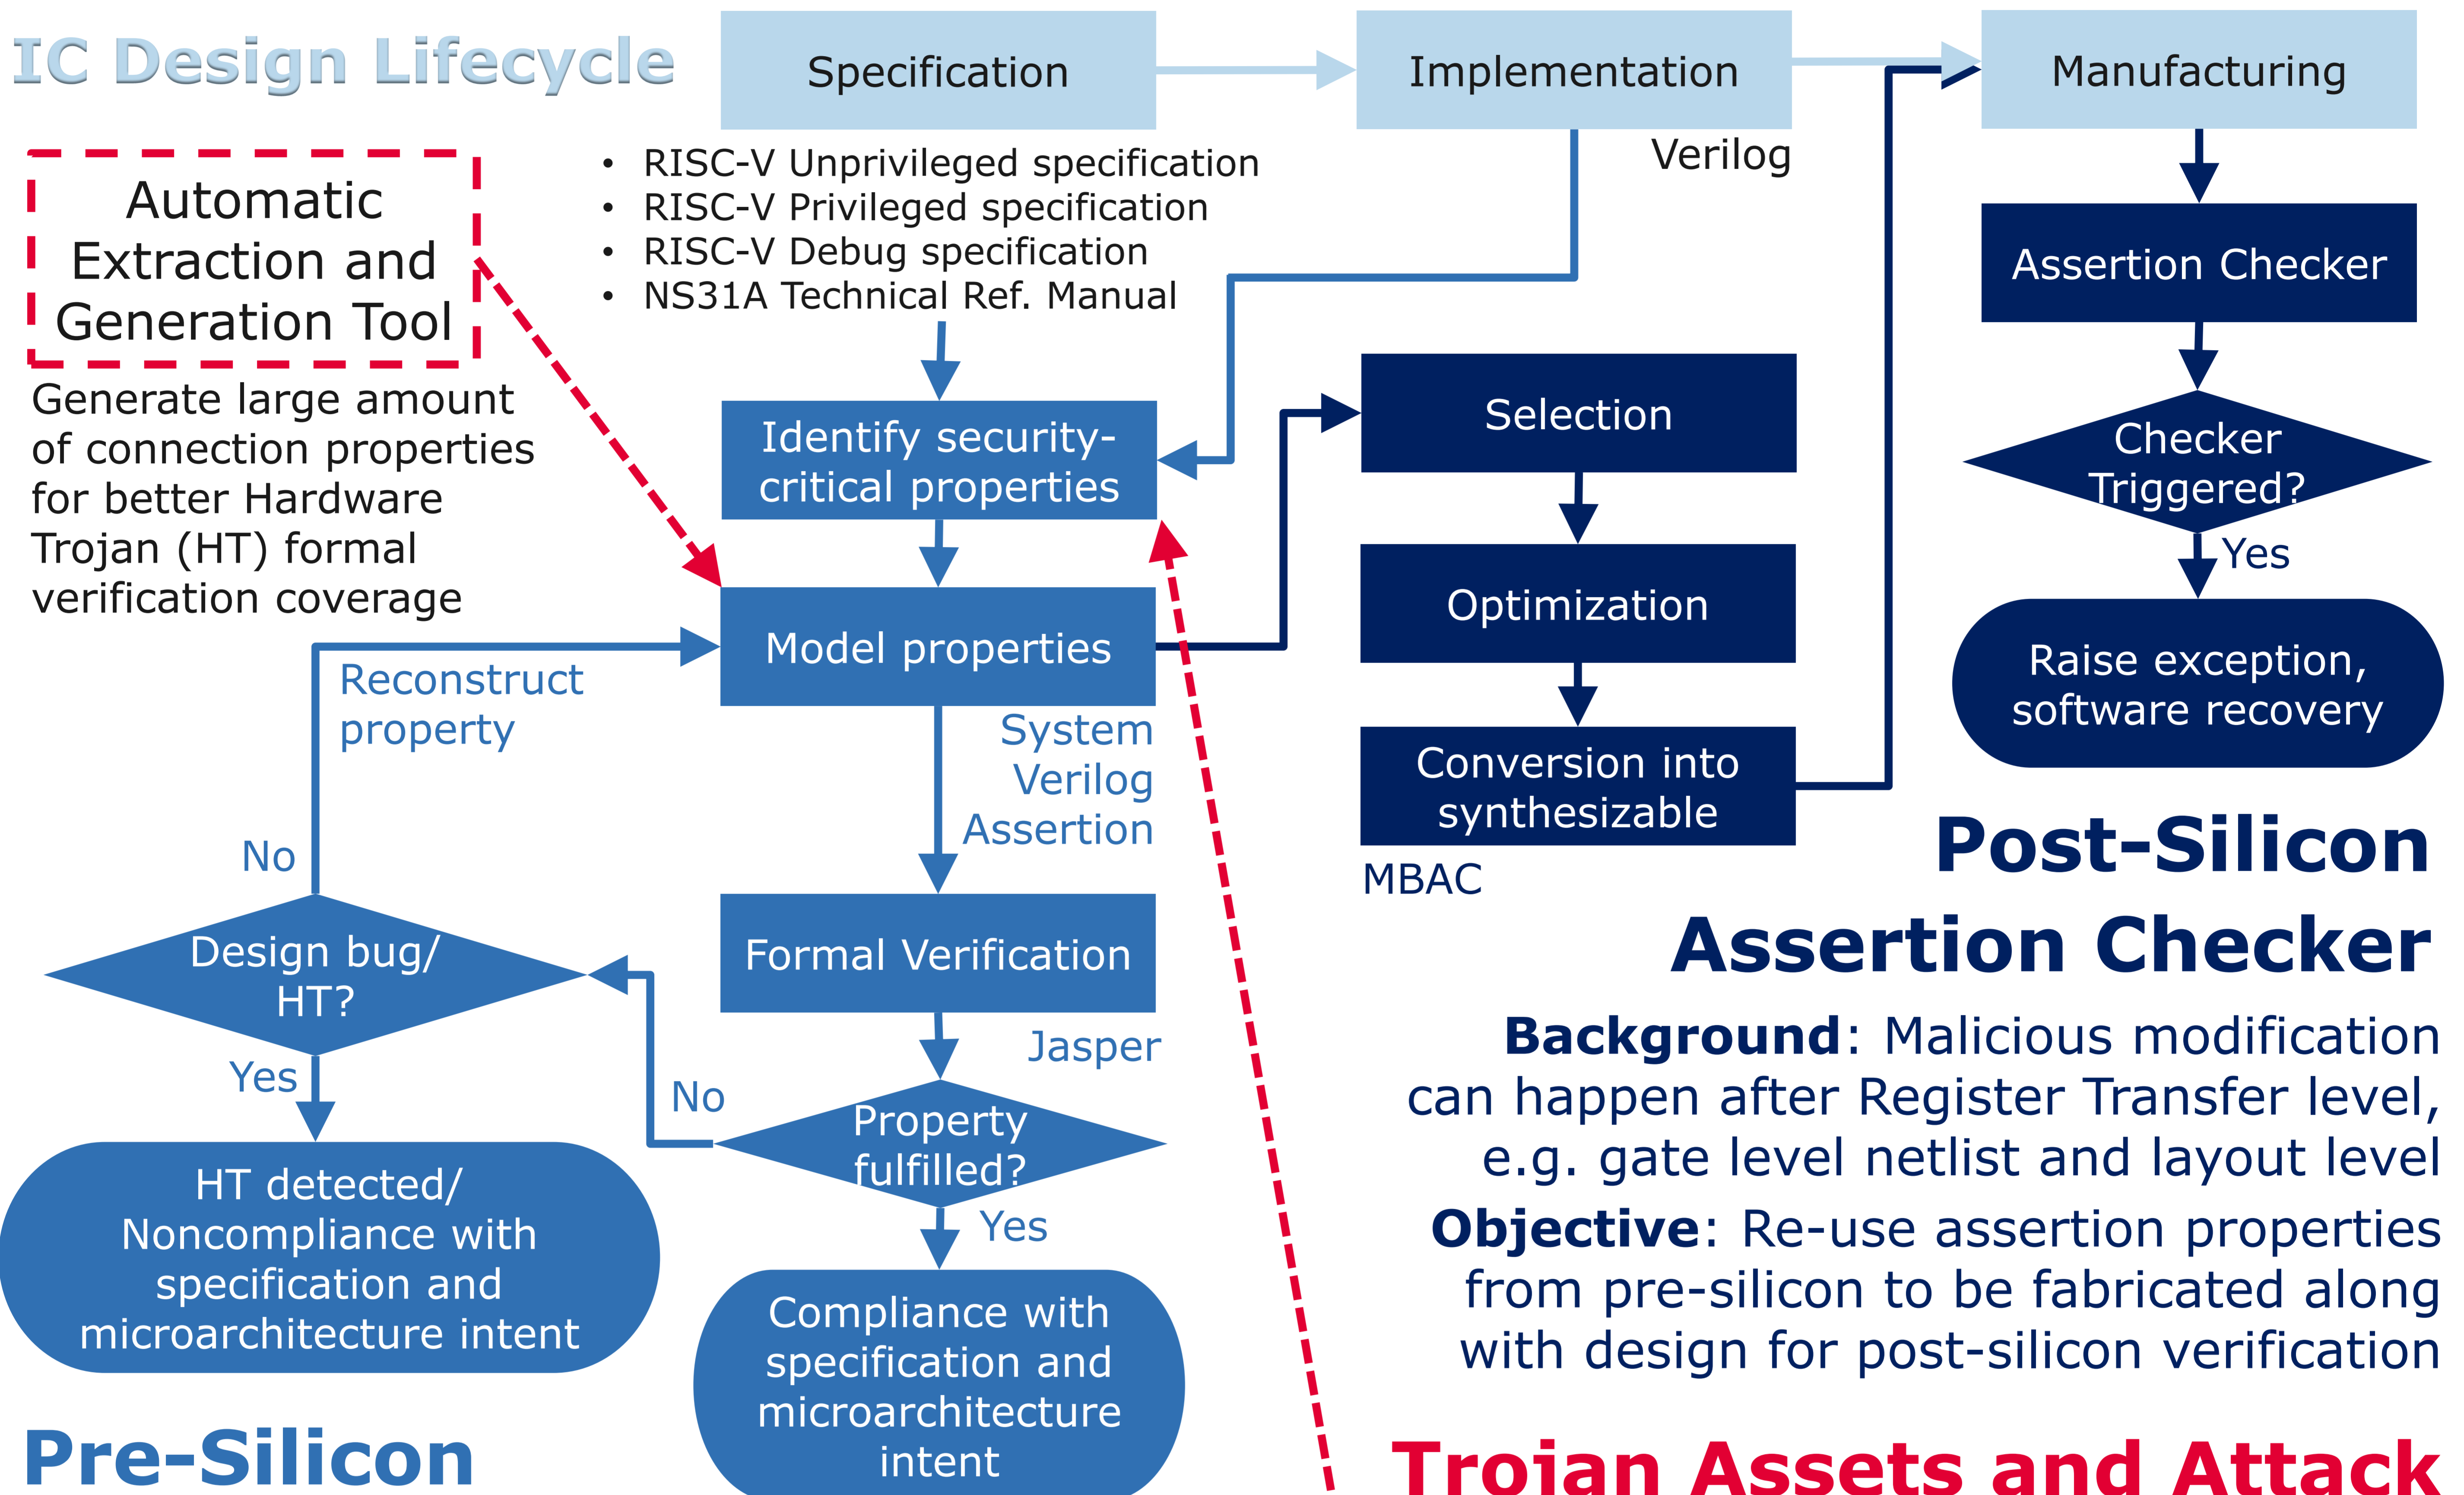 IC Design Lifecycle
Specification
Implementation
Manufacturing
Verilog
Automatic
Extraction and
Generation Tool
Generate large amount
of connection properties
for better Hardware
Trojan (HT) formal
verification coverage
• RISC-V Unprivileged specification
• RISC-V Privileged specification
• RISC-V Debug specification
• NS31A Technical Ref. Manual
Identify security-
critical properties
Model properties
Reconstruct
property
System
Verilog
Assertion
Formal Verification
Jasper
Property
fulfilled?
No
Yes
Compliance with
specification and
microarchitecture
intent
Design bug/
HT?
No
Yes
HT detected/
Noncompliance with
specification and
microarchitecture intent
Pre-Silicon
Selection
Optimization
Conversion into
synthesizable
MBAC
Assertion Checker
Checker
Triggered?
Yes
Raise exception,
software recovery
Post-Silicon
Assertion Checker
Background: Malicious modification
can happen after Register Transfer level,
e.g. gate level netlist and layout level
Objective: Re-use assertion properties
from pre-silicon to be fabricated along
with design for post-silicon verification
Trojan Assets and Attack